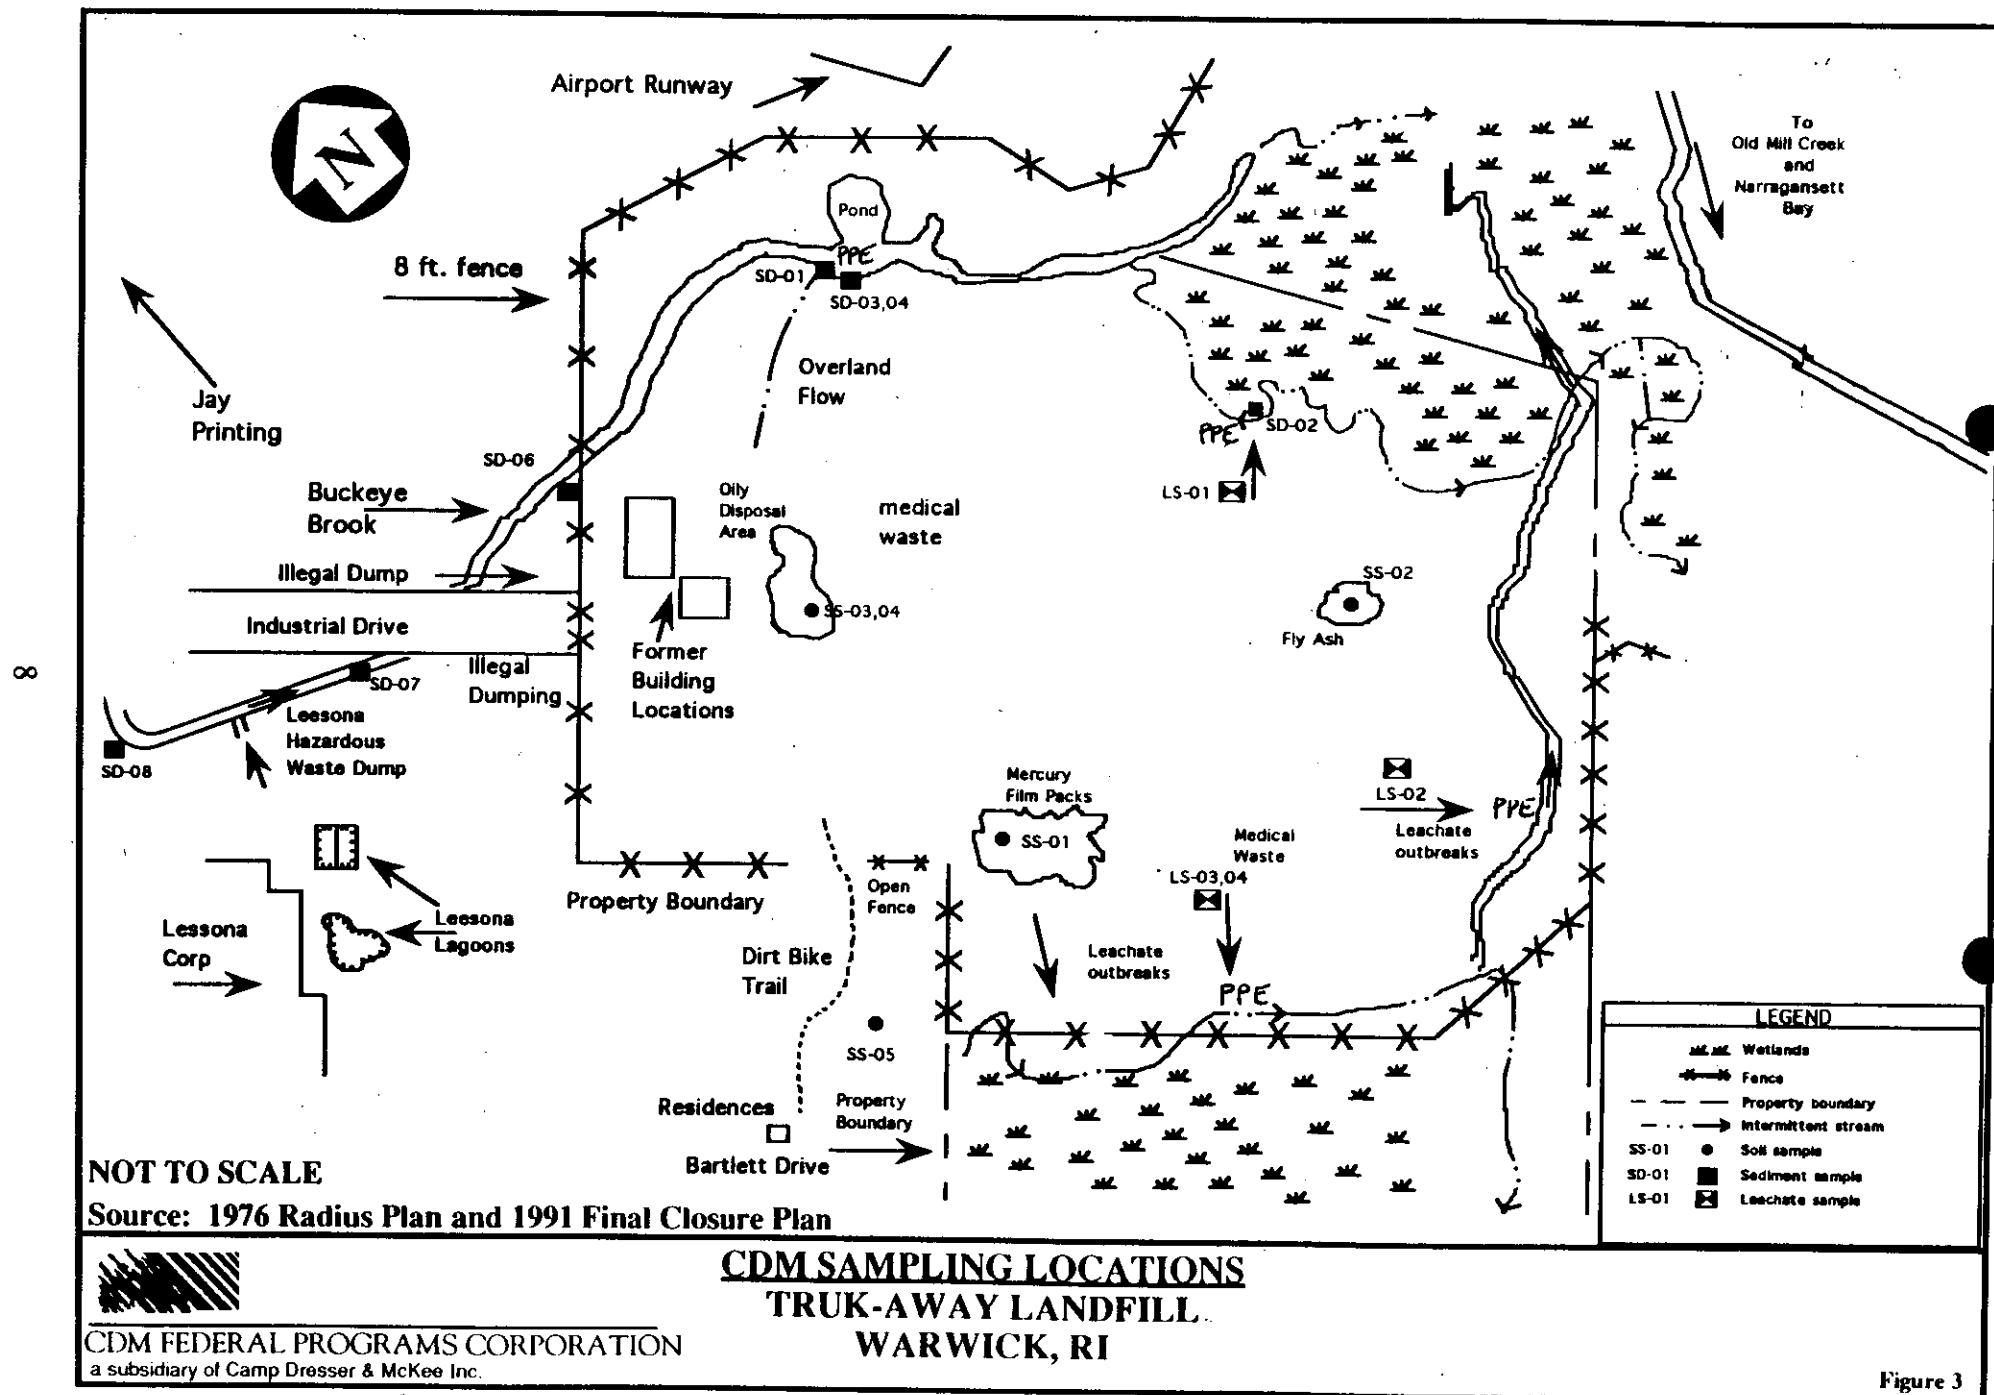 Airport Runway
N
To
Old Mill Creek
and
Narragansett
Bay
Pond
PPE
8 ft. fence
SD-01
SD-03,04
Overland
Flow
Jay
Printing
PPE
SD-02
SD-06
LS-01
Buckeye
Brook
Oily
Disposal
Area
medical
waste
Illegal Dump
SS-02
SS-03,04
Industrial Drive
Fly Ash
Former
Building
Locations
8
Illegal
Dumping
SD-07
Leesona
Hazardous
Waste Dump
SD-08
Mercury
Film Packs
SS-01
LS-02
PPE
Leachate
outbreaks
Medical
Waste
LS-03,04
Open
Fence
Property Boundary
Leesona
Lagoons
Lessona
Corp
Dirt Bike
Trail
Leachate
outbreaks
PPE
SS-05
Residences
Property
Boundary
Bartlett Drive
LEGEND
Wetlands
Fence
Property boundary
Intermittent stream
SS-01 Soil sample
SD-01 Sediment sample
LS-01 Leachate sample
NOT TO SCALE
Source: 1976 Radius Plan and 1991 Final Closure Plan
CDM SAMPLING LOCATIONS
TRUK-AWAY LANDFILL
WARWICK, RI
CDM FEDERAL PROGRAMS CORPORATION
a subsidiary of Camp Dresser & McKee Inc.
Figure 3